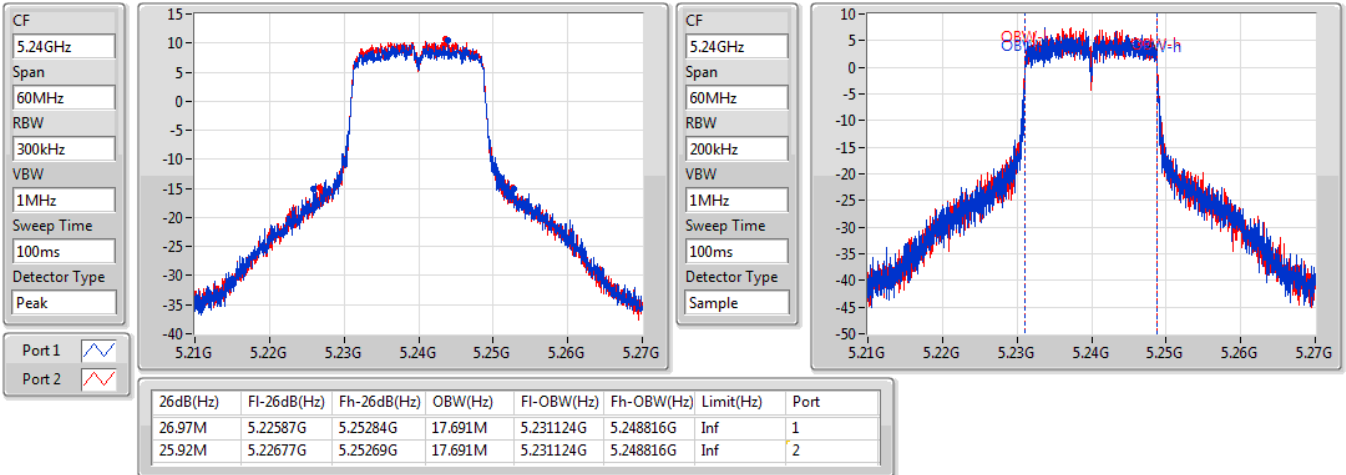 CF
5.24GHz
Span
60MHz
RBW
300kHz
VBW
1MHz
Sweep Time
100ms
Detector Type
Peak
15
10
5
0
-5
-10
-15
-20
-25
-30
-35
-40
5.21G 5.22G 5.23G 5.24G 5.25G 5.26G 5.27G
CF
5.24GHz
Span
60MHz
RBW
200kHz
VBW
1MHz
Sweep Time
100ms
Detector Type
Sample
10
5
0
-5
-10
-15
-20
-25
-30
-35
-40
-45
-50
5.21G 5.22G 5.23G 5.24G 5.25G 5.26G 5.27G
Port 1
Port 2
26dB(Hz) Fl-26dB(Hz) Fh-26dB(Hz) OBW(Hz) Fl-OBW(Hz) Fh-OBW(Hz) Limit(Hz) Port
26.97M 5.22587G 5.25284G 17.691M 5.231124G 5.248816G Inf 1
25.92M 5.22677G 5.25269G 17.691M 5.231124G 5.248816G Inf 2